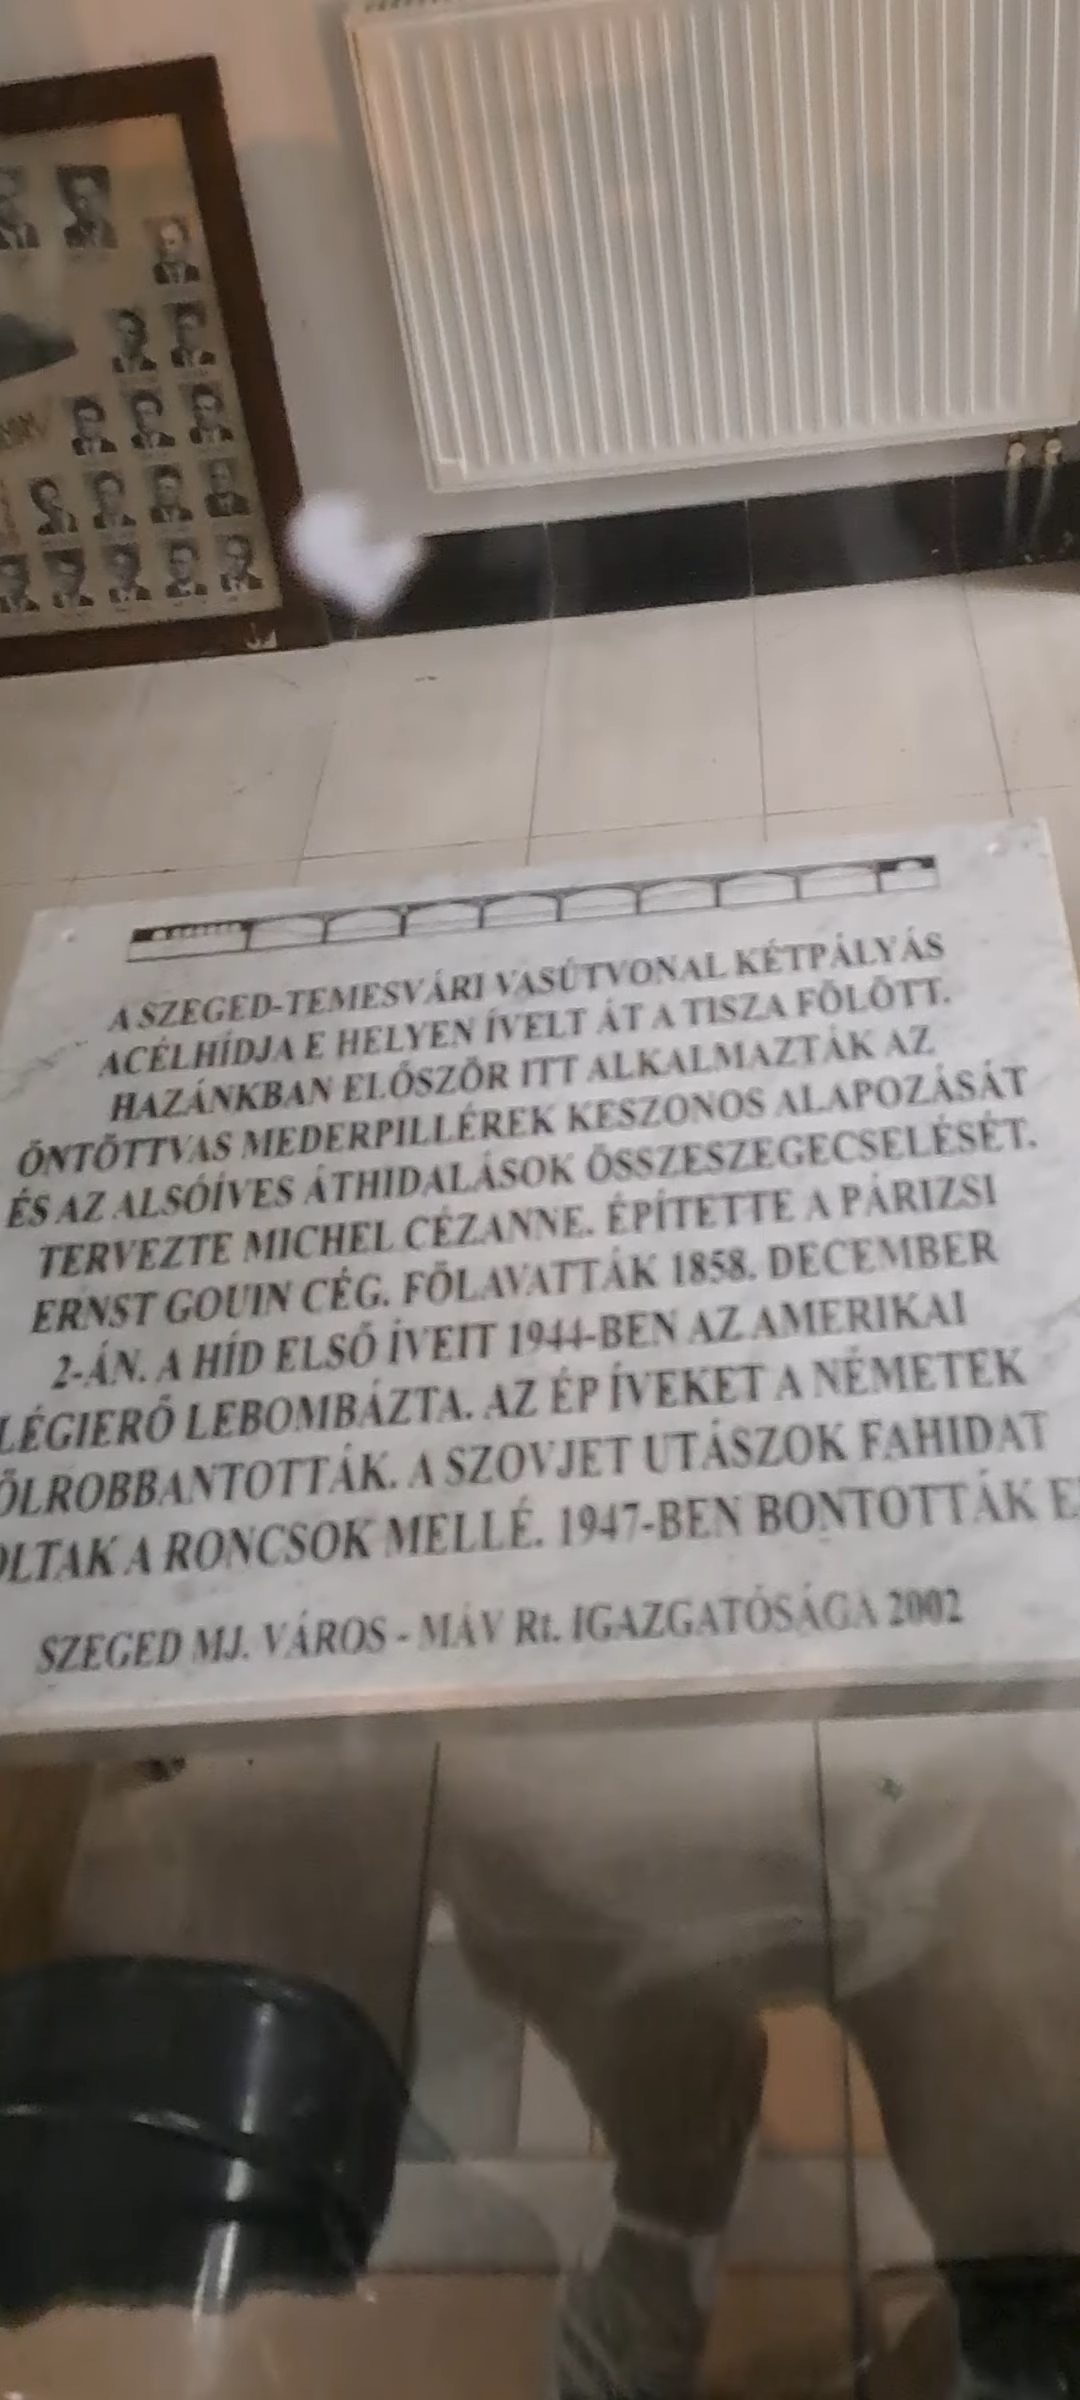 A SZEGED-TEMESVÁRI VASÚTVONAL KÉTPÁLYÁS
ACÉLHÍDJA E HELYEN ÍVELT ÁT A TISZA FÖLÖTT.
HAZÁNKBAN ELŐSZÖR ITT ALKALMAZTÁK AZ
ÖNTÖTTVAS MEDERPILLÉREK KESZONOS ALAPOZÁSÁT
ÉS AZ ALSÓÍVES ÁTHIDALÁSOK ÖSSZESZEGECSELÉSÉT.
TERVEZTE MICHEL CÉZANNE. ÉPÍTETTE A PÁRIZSI
ERNST GOUIN CÉG. FÖLAVATTÁK 1858. DECEMBER
2-ÁN. A HÍD ELSŐ ÍVEIT 1944-BEN AZ AMERIKAI
LÉGIERŐ LEBOMBÁZTA. AZ ÉP ÍVEKET A NÉMETEK
ÖLROBBANTOTTÁK. A SZOVJET UTÁSZOK FAHIDAT
OLTAK A RONCSOK MELLÉ. 1947-BEN BONTOTTÁK
SZEGED MJ. VÁROS - MÁV Rt. IGAZGATÓSÁGA 2002